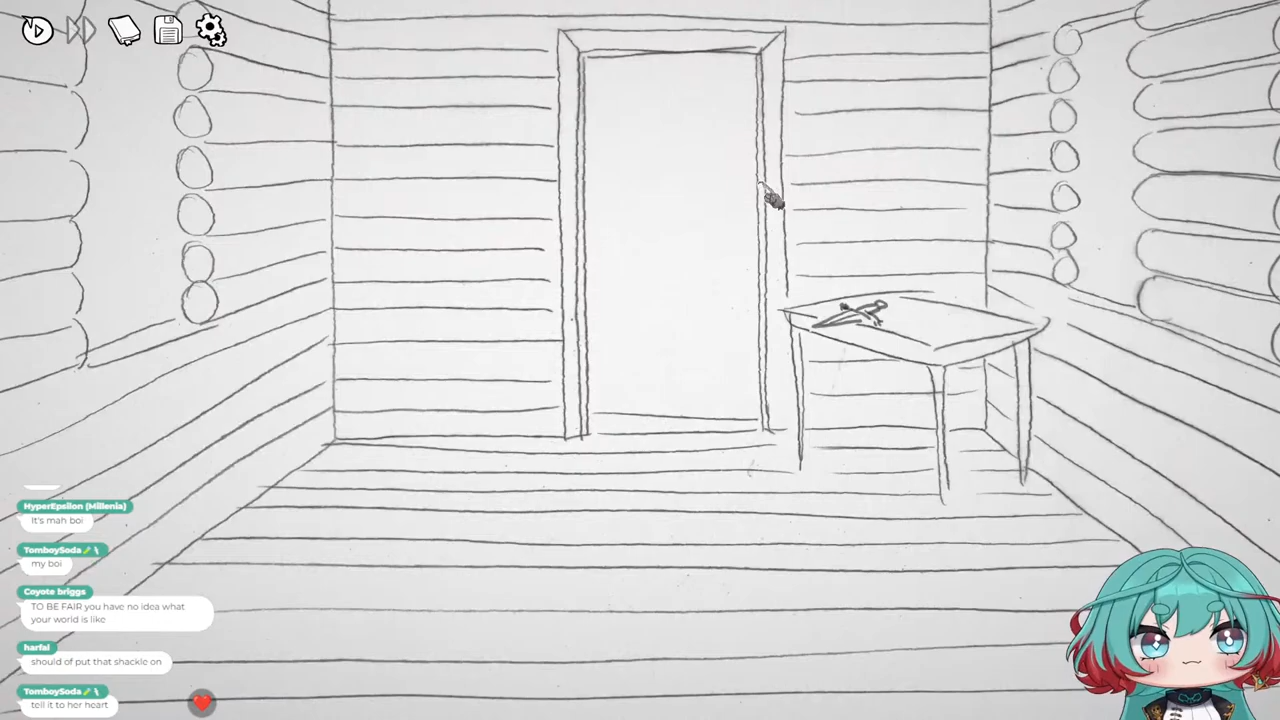 HyperEpsilon [Millenia]
It's mah boi
TomboySoda
my boi
Coyote briggs
TO BE FAIR you have no idea what
your world is like
harfai
should of put that shackle on
TomboySoda
tell it to her heart